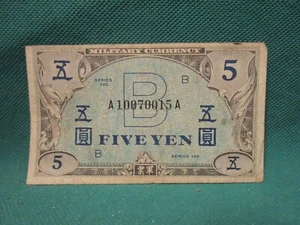 MILITARY CURRENCY
五 B 5
SERIES 100 B
A10070015A
五 圓 五 圓
FIVE YEN
B SERIES 100
5 五